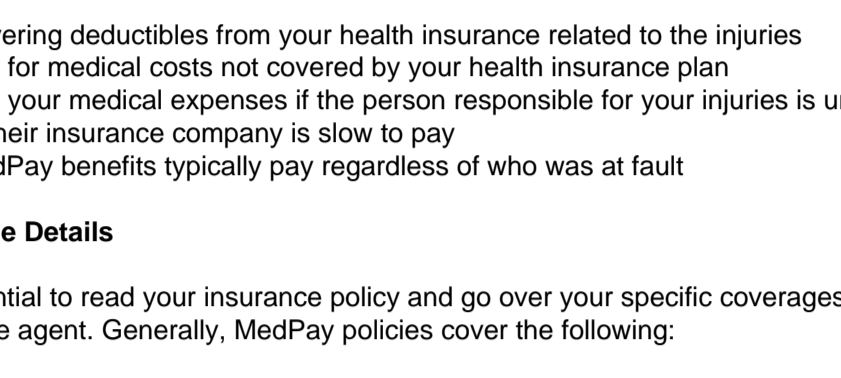 ering deductibles from your health insurance related to the injuries
for medical costs not covered by your health insurance plan
your medical expenses if the person responsible for your injuries is
heir insurance company is slow to pay
dPay benefits typically pay regardless of who was at fault
e Details
ntial to read your insurance policy and go over your specific coverages
e agent. Generally, MedPay policies cover the following: